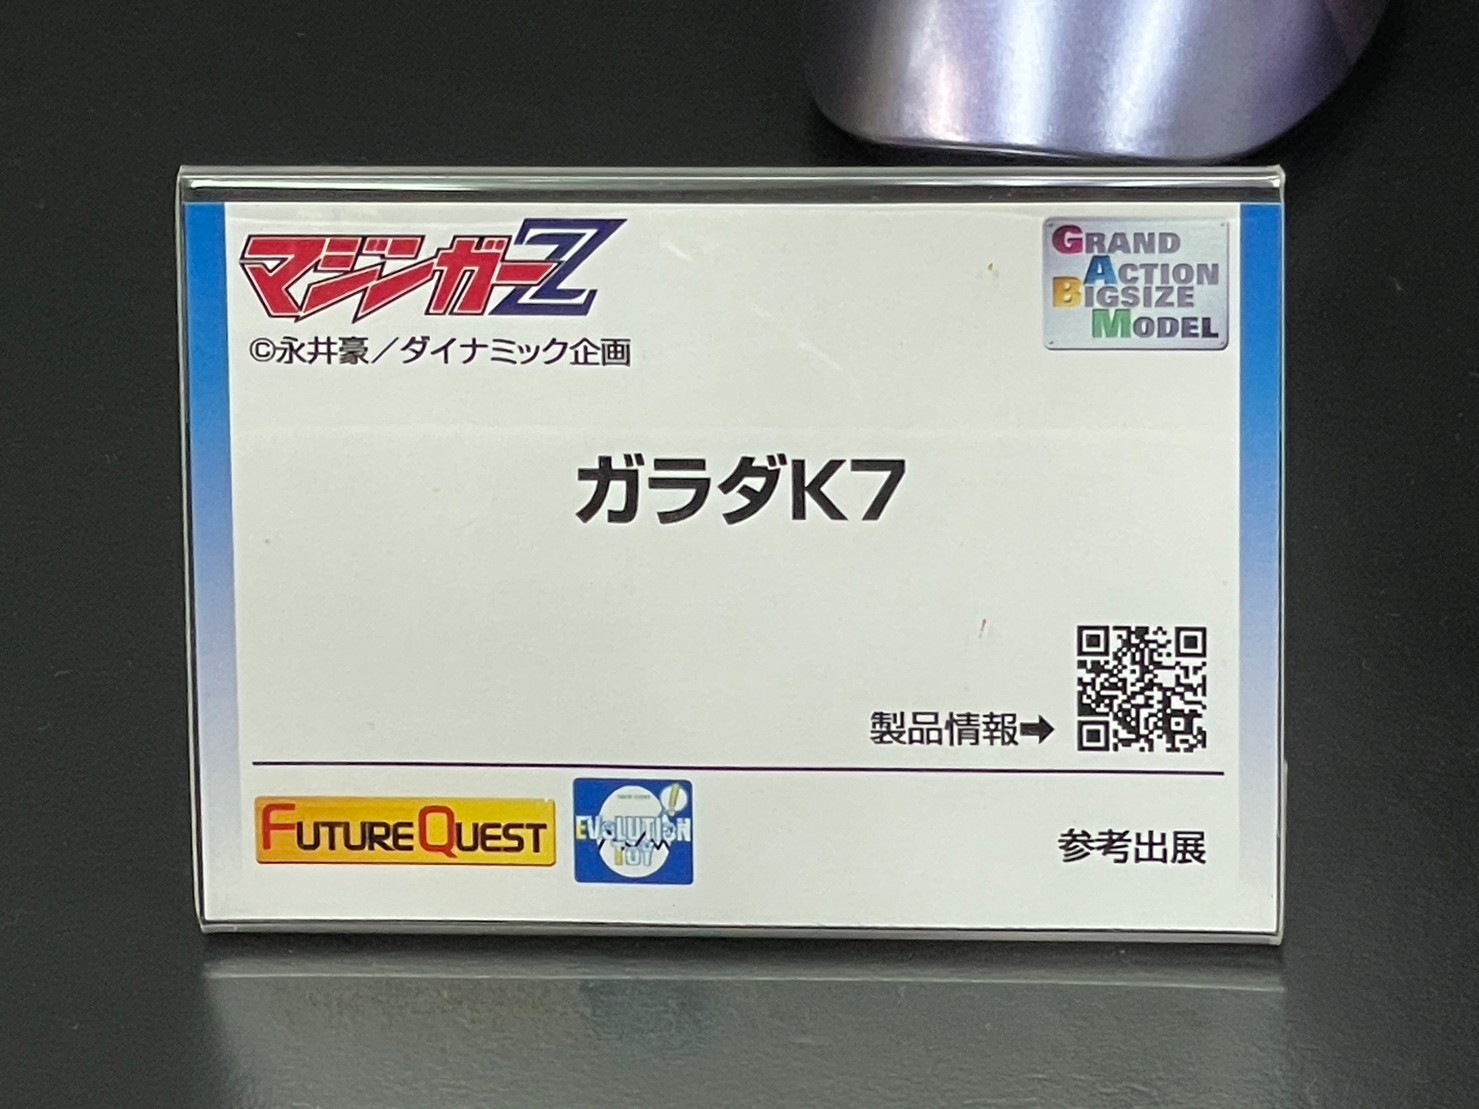 マジンガーZ
©永井豪／ダイナミック企画
GRAND
ACTION
BIGSIZE
MODEL
ガラダK7
製品情報➡
FUTURE QUEST
EVOLUTION
TOY
参考出展